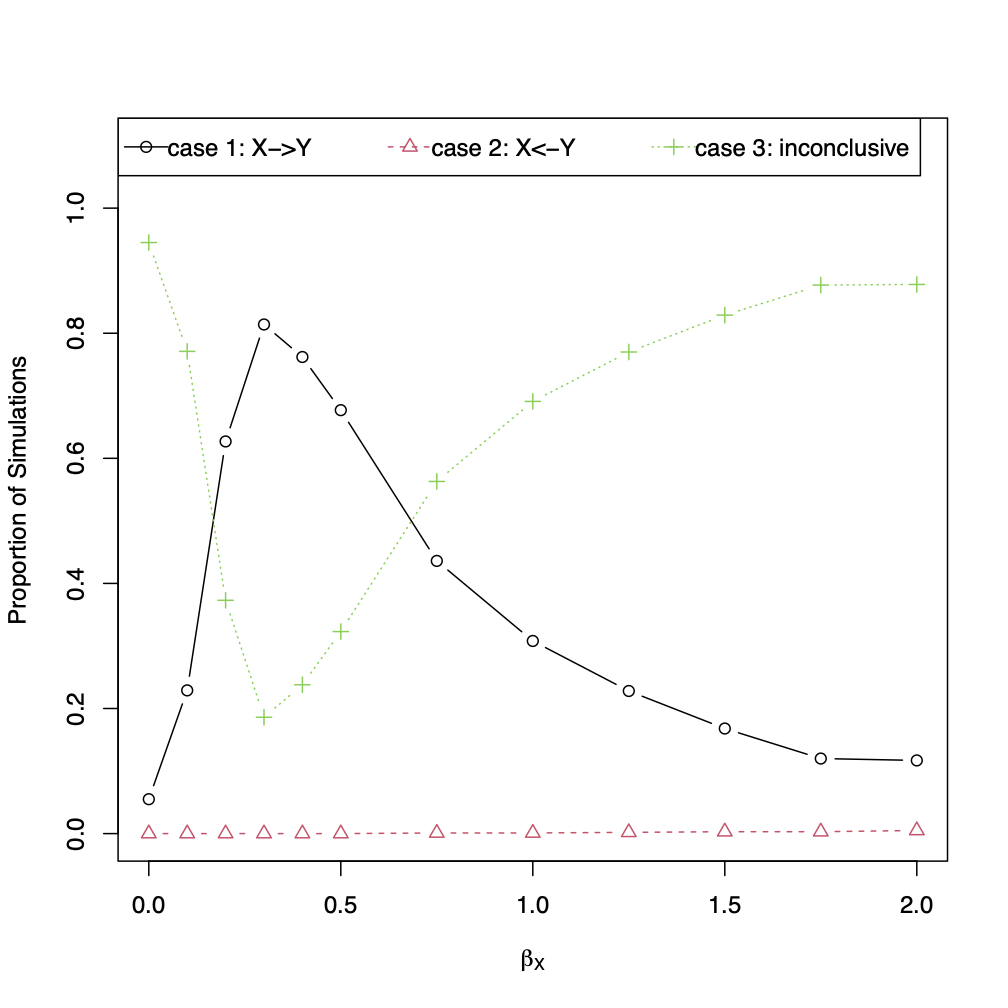 case 1: X−>Y
case 2: X<−Y
case 3: inconclusive
Proportion of Simulations
1.0
0.8
0.6
0.4
0.2
0.0
0.0 0.5 1.0 1.5 2.0
βX